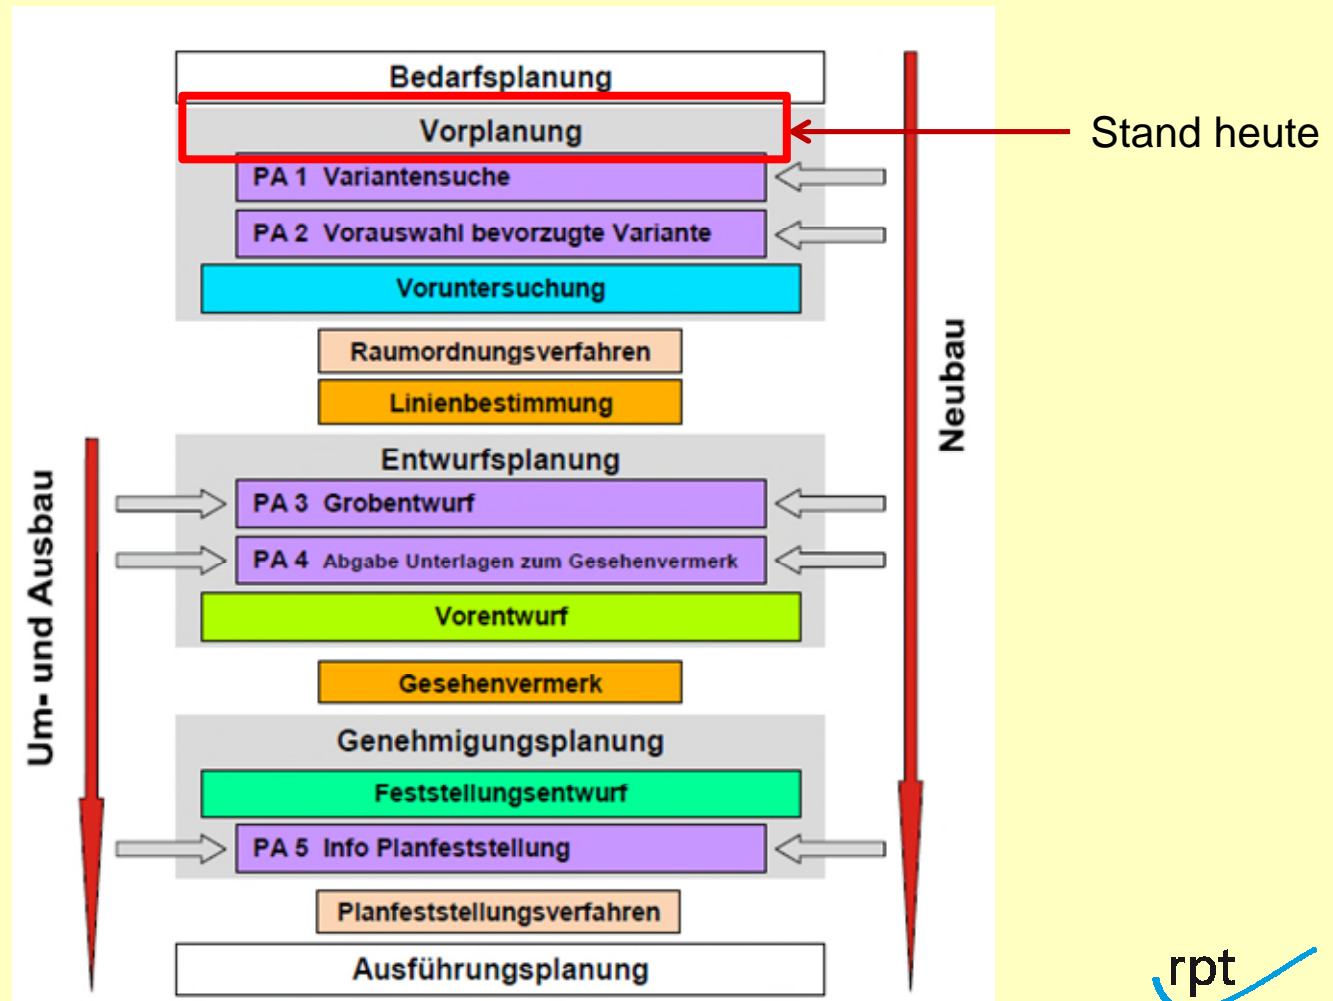 Bedarfsplanung
Vorplanung
Stand heute
PA 1 Variantensuche
PA 2 Vorauswahl bevorzugte Variante
Voruntersuchung
Raumordnungsverfahren
Linienbestimmung
Neubau
Entwurfsplanung
PA 3 Grobentwurf
PA 4 Abgabe Unterlagen zum Gesehenvermerk
Vorentwurf
Um- und Ausbau
Gesehenvermerk
Genehmigungsplanung
Feststellungsentwurf
PA 5 Info Planfeststellung
Planfeststellungsverfahren
Ausführungsplanung
rpt